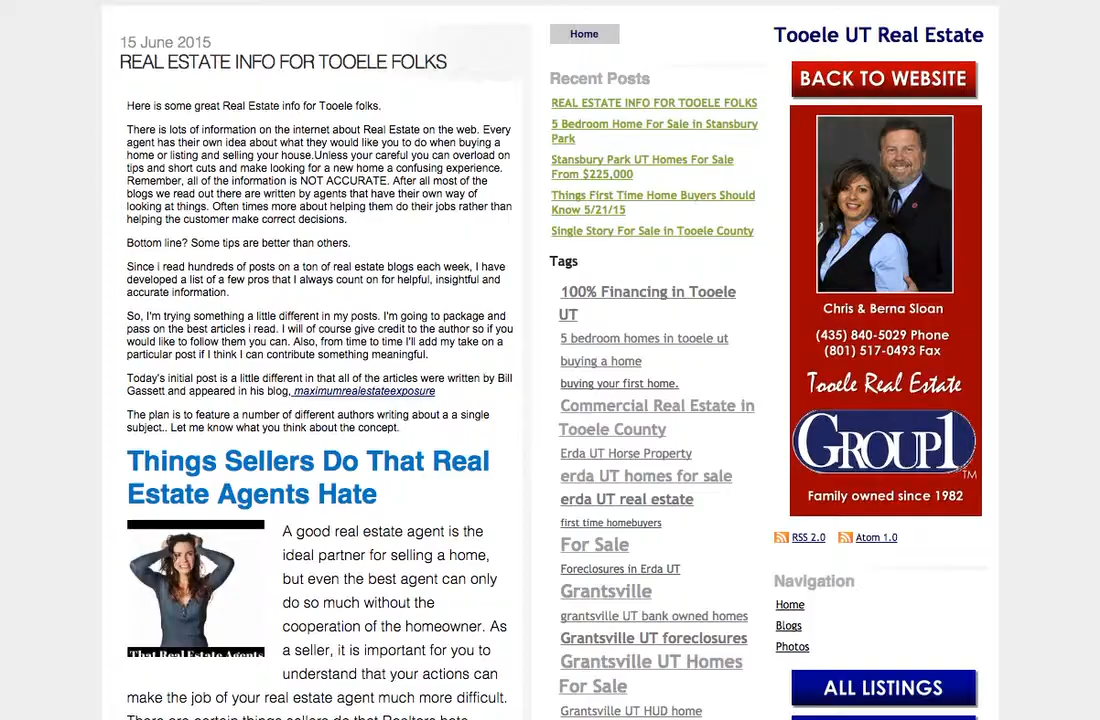 15 June 2015
REAL ESTATE INFO FOR TOOELE FOLKS
Here is some great Real Estate info for Tooele folks.
There is lots of information on the internet about Real Estate on the web. Every
agent has their own idea about what they would like you to do when buying a
home or listing and selling your house.Unless your careful you can overload on
tips and short cuts and make looking for a new home a confusing experience.
Remember, all of the information is NOT ACCURATE. After all most of the
blogs we read out there are written by agents that have their own way of
looking at things. Often times more about helping them do their jobs rather than
helping the customer make correct decisions.
Bottom line? Some tips are better than others.
Since i read hundreds of posts on a ton of real estate blogs each week, I have
developed a list of a few pros that I always count on for helpful, insightful and
accurate information.
So, I'm trying something a little different in my posts. I'm going to package and
pass on the best articles i read. I will of course give credit to the author so if you
would like to follow them you can. Also, from time to time I'll add my take on a
particular post if I think I can contribute something meaningful.
Today's initial post is a little different in that all of the articles were written by Bill
Gassett and appeared in his blog, maximumrealestateexposure
The plan is to feature a number of different authors writing about a a single
subject.. Let me know what you think about the concept.
Things Sellers Do That Real
Estate Agents Hate
A good real estate agent is the
ideal partner for selling a home,
but even the best agent can only
do so much without the
cooperation of the homeowner. As
a seller, it is important for you to
understand that your actions can
That Real Estate Agents
make the job of your real estate agent much more difficult.
There are certain things sellers do that Realtors hate
Home
Recent Posts
REAL ESTATE INFO FOR TOOELE FOLKS
5 Bedroom Home For Sale in Stansbury
Park
Stansbury Park UT Homes For Sale
From $225,000
Things First Time Home Buyers Should
Know 5/21/15
Single Story For Sale in Tooele County
Tags
100% Financing in Tooele
UT
5 bedroom homes in tooele ut
buying a home
buying your first home.
Commercial Real Estate in
Tooele County
Erda UT Horse Property
erda UT homes for sale
erda UT real estate
first time homebuyers
For Sale
Foreclosures in Erda UT
Grantsville
grantsville UT bank owned homes
Grantsville UT foreclosures
Grantsville UT Homes
For Sale
Grantsville UT HUD home
Tooele UT Real Estate
BACK TO WEBSITE
Chris & Berna Sloan
(435) 840-5029 Phone
(801) 517-0493 Fax
Tooele Real Estate
GROUP1
TM
Family owned since 1982
RSS 2.0 Atom 1.0
Navigation
Home
Blogs
Photos
ALL LISTINGS